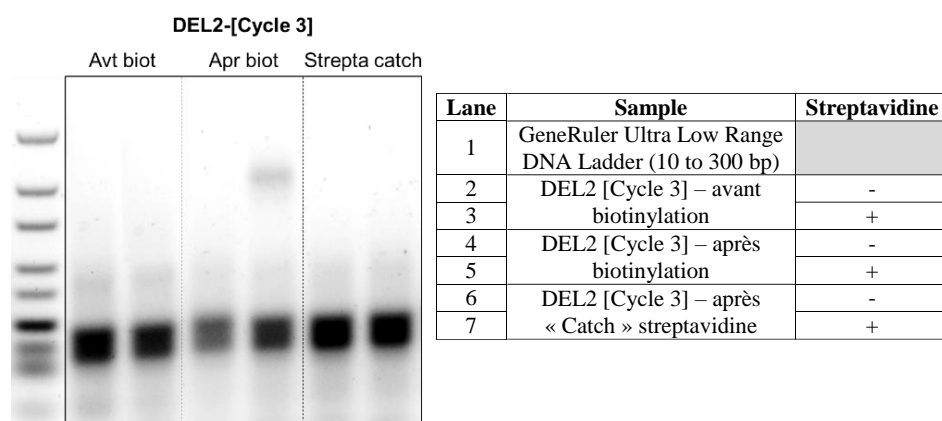 DEL2-[Cycle 3]
Avt biot Apr biot Strepta catch
Lane Sample Streptavidine
1 GeneRuler Ultra Low Range
DNA Ladder (10 to 300 bp)
2 DEL2 [Cycle 3] – avant -
3 biotinylation +
4 DEL2 [Cycle 3] – après -
5 biotinylation +
6 DEL2 [Cycle 3] – après -
7 « Catch » streptavidine +